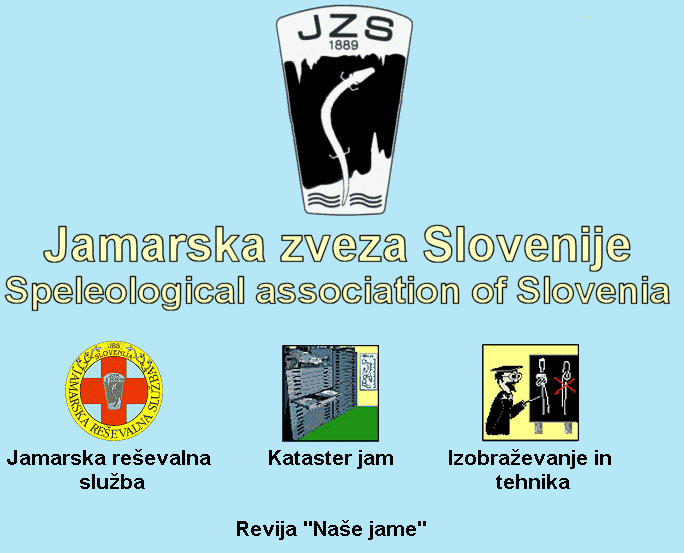 JZS
1889
Jamarska zveza Slovenije
Speleological association of Slovenia
JRS
SLOVENIJA
JAMARSKA REŠEVALNA SLUŽBA
Jamarska reševalna
služba
Kataster jam
Izobraževanje in
tehnika
Revija "Naše jame"